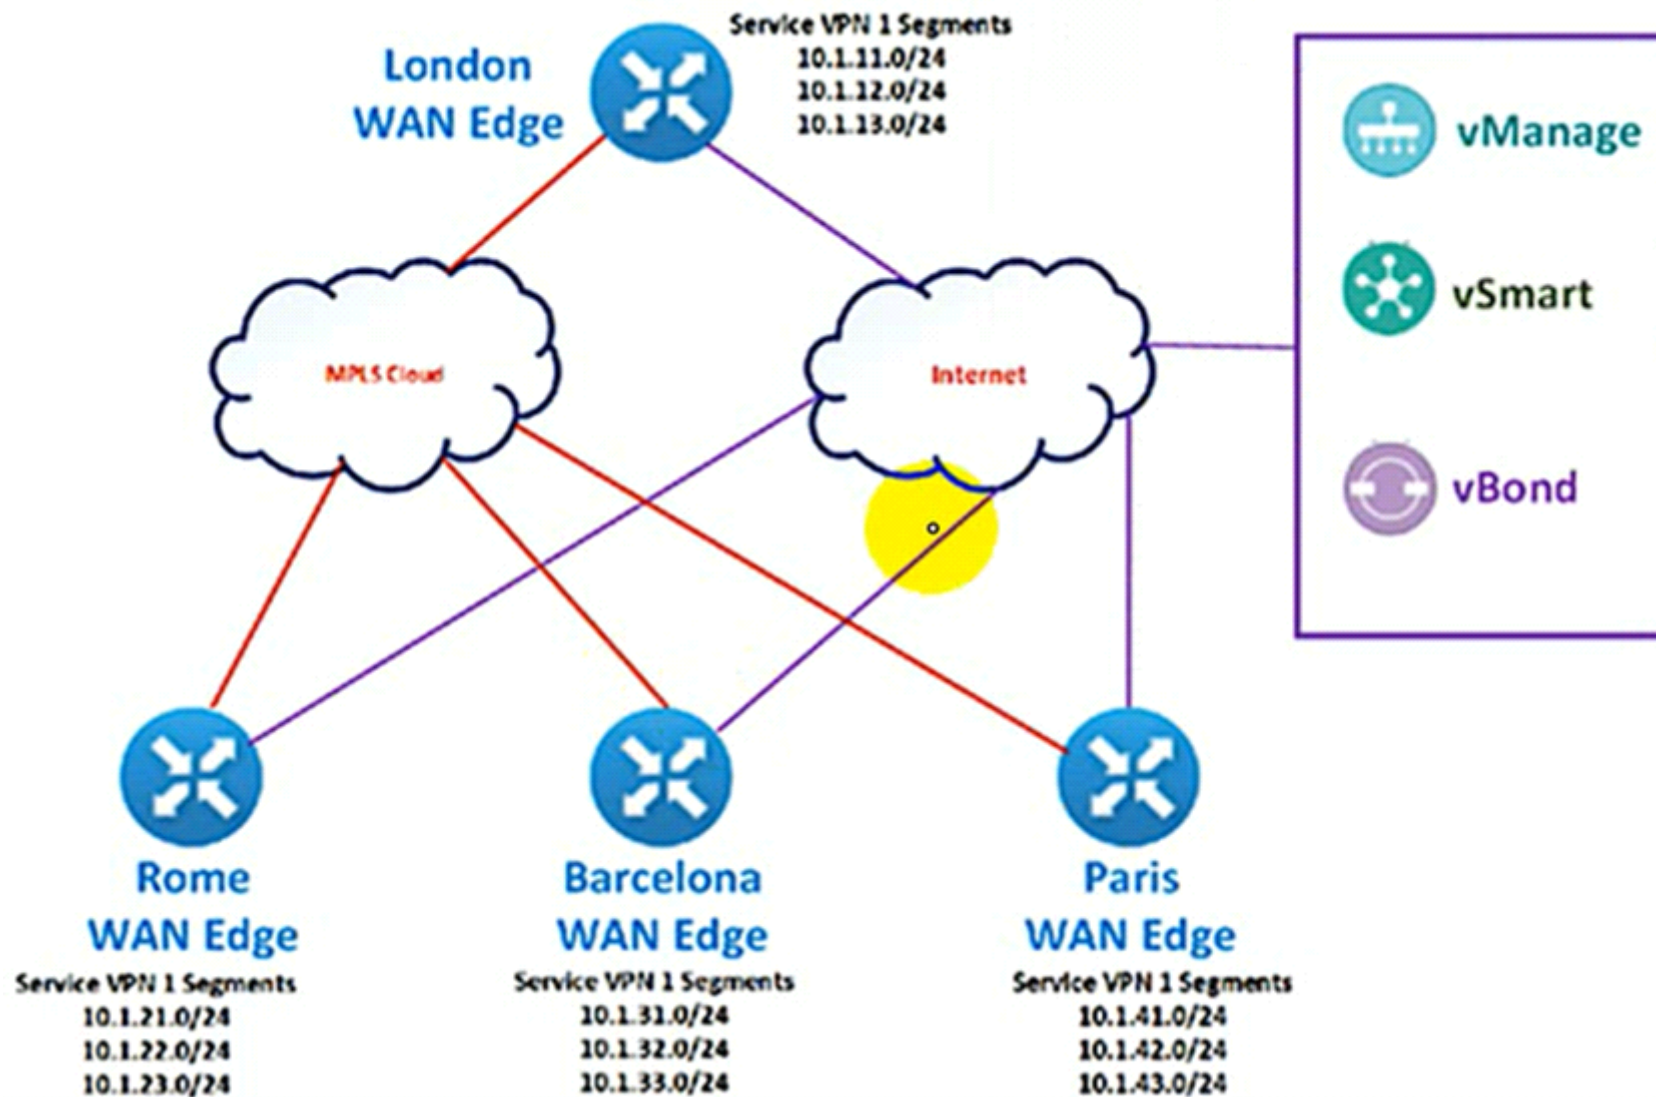 London
WAN Edge
Service VPN 1 Segments
10.1.11.0/24
10.1.12.0/24
10.1.13.0/24
vManage
vSmart
vBond
MPLS Cloud
Internet
Rome
WAN Edge
Service VPN 1 Segments
10.1.21.0/24
10.1.22.0/24
10.1.23.0/24
Barcelona
WAN Edge
Service VPN 1 Segments
10.1.31.0/24
10.1.32.0/24
10.1.33.0/24
Paris
WAN Edge
Service VPN 1 Segments
10.1.41.0/24
10.1.42.0/24
10.1.43.0/24